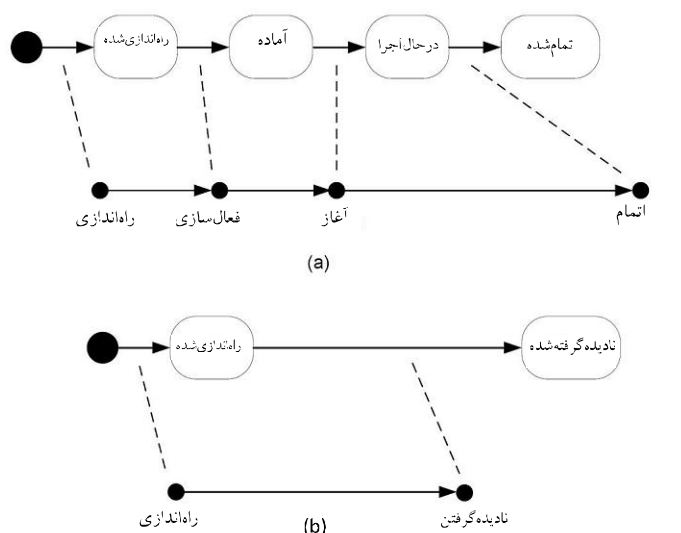 راه‌اندازی‌شده
آماده
درحال‌اجرا
تمام‌شده
راه‌اندازی
فعال‌سازی
آغاز
اتمام
(a)
راه‌اندازی‌شده
نادیده‌گرفته‌شده
راه‌اندازی
نادیده‌گرفتن
(b)